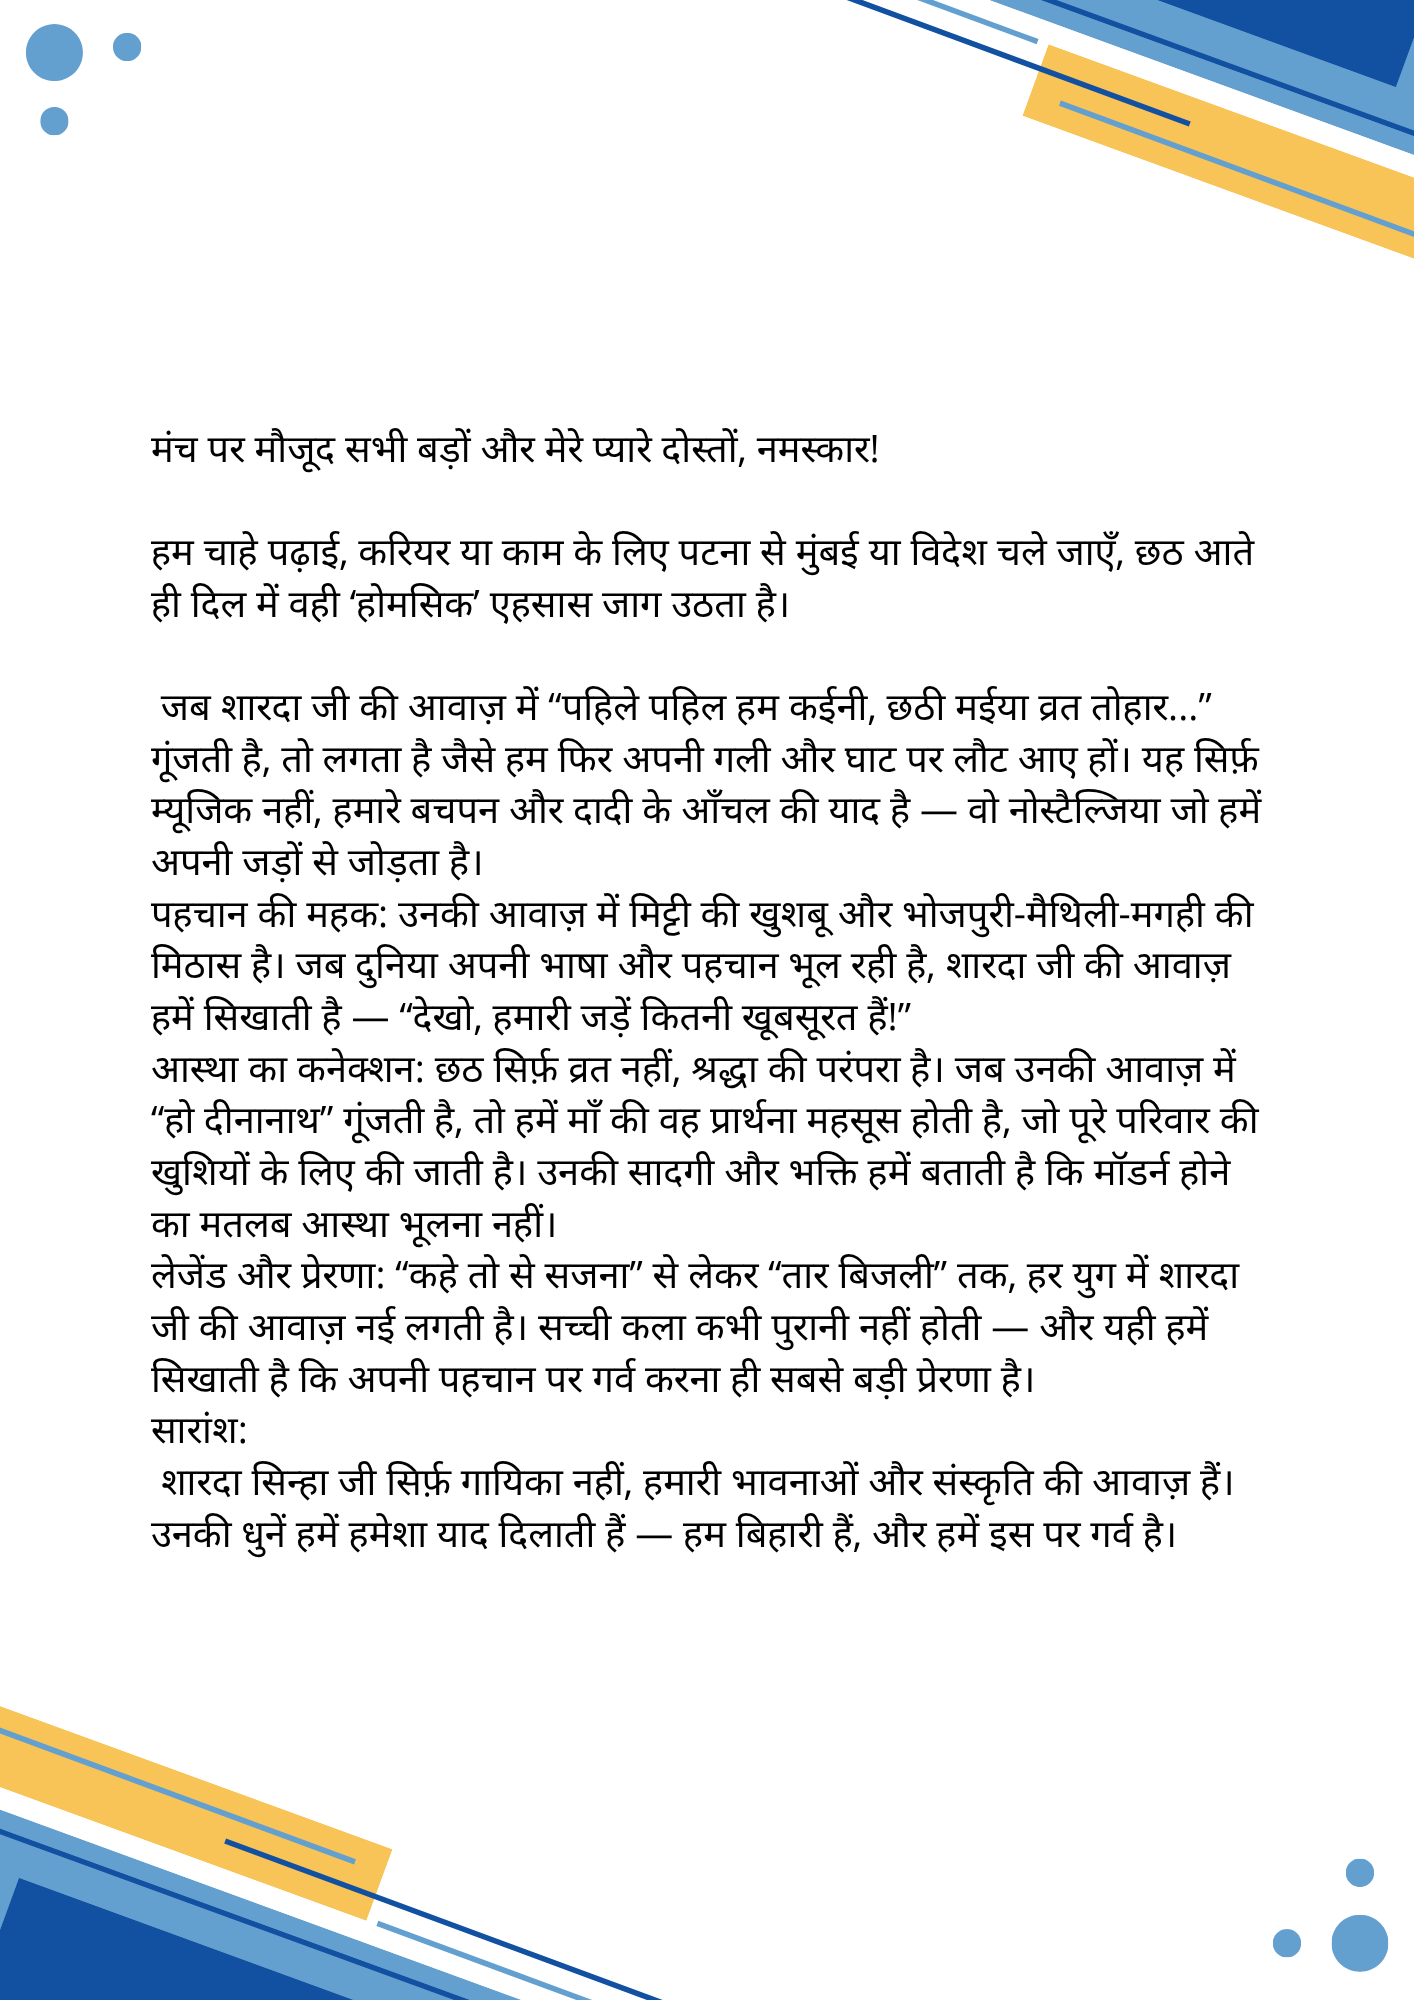 मंच पर मौजूद सभी बड़ों और मेरे प्यारे दोस्तों, नमस्कार!
हम चाहे पढ़ाई, करियर या काम के लिए पटना से मुंबई या विदेश चले जाएँ, छठ आते
ही दिल में वही ‘होमसिक’ एहसास जाग उठता है।
जब शारदा जी की आवाज़ में “पहिले पहिल हम कईनी, छठी मईया व्रत तोहार...”
गूंजती है, तो लगता है जैसे हम फिर अपनी गली और घाट पर लौट आए हों। यह सिर्फ़
म्यूजिक नहीं, हमारे बचपन और दादी के आँचल की याद है — वो नोस्टैल्जिया जो हमें
अपनी जड़ों से जोड़ता है।
पहचान की महक: उनकी आवाज़ में मिट्टी की खुशबू और भोजपुरी-मैथिली-मगही की
मिठास है। जब दुनिया अपनी भाषा और पहचान भूल रही है, शारदा जी की आवाज़
हमें सिखाती है — “देखो, हमारी जड़ें कितनी खूबसूरत हैं!”
आस्था का कनेक्शन: छठ सिर्फ़ व्रत नहीं, श्रद्धा की परंपरा है। जब उनकी आवाज़ में
“हो दीनानाथ” गूंजती है, तो हमें माँ की वह प्रार्थना महसूस होती है, जो पूरे परिवार की
खुशियों के लिए की जाती है। उनकी सादगी और भक्ति हमें बताती है कि मॉडर्न होने
का मतलब आस्था भूलना नहीं।
लेजेंड और प्रेरणा: “कहे तो से सजना” से लेकर “तार बिजली” तक, हर युग में शारदा
जी की आवाज़ नई लगती है। सच्ची कला कभी पुरानी नहीं होती — और यही हमें
सिखाती है कि अपनी पहचान पर गर्व करना ही सबसे बड़ी प्रेरणा है।
सारांश:
शारदा सिन्हा जी सिर्फ़ गायिका नहीं, हमारी भावनाओं और संस्कृति की आवाज़ हैं।
उनकी धुनें हमें हमेशा याद दिलाती हैं — हम बिहारी हैं, और हमें इस पर गर्व है।